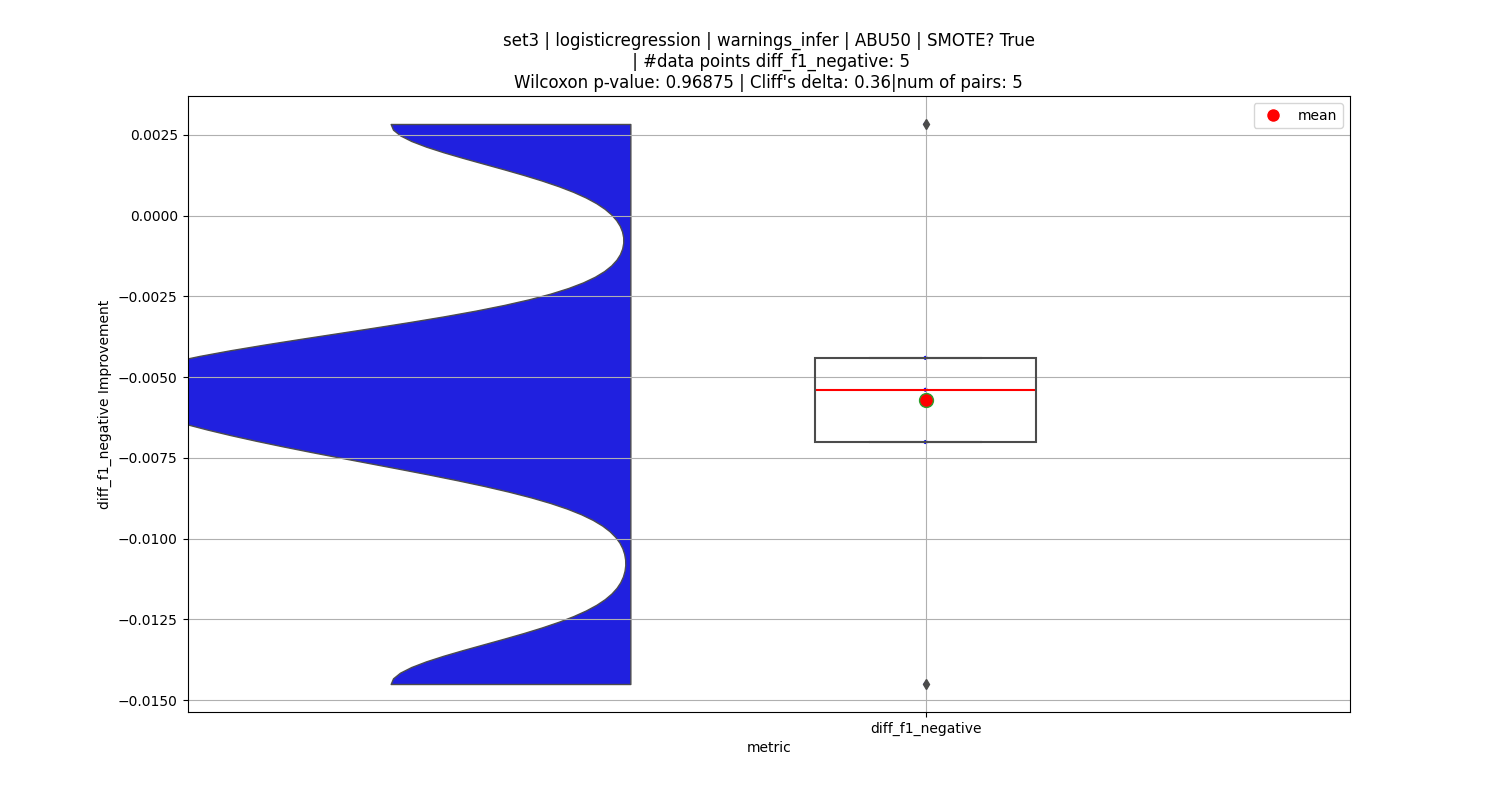 set3 | logisticregression | warnings_infer | ABU50 | SMOTE? True
| #data points diff_f1_negative: 5
Wilcoxon p-value: 0.96875 | Cliff's delta: 0.36|num of pairs: 5
mean
0.0025
0.0000
−0.0025
−0.0050
−0.0075
−0.0100
−0.0125
−0.0150
diff_f1_negative Improvement
diff_f1_negative
metric